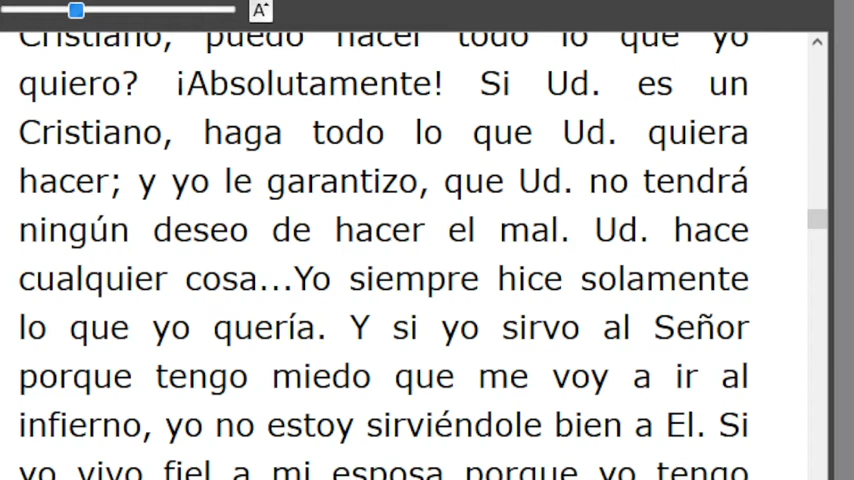 A
Cristiano, puedo hacer todo lo que yo
quiero? ¡Absolutamente! Si Ud. es un
Cristiano, haga todo lo que Ud. quiera
hacer; y yo le garantizo, que Ud. no tendrá
ningún deseo de hacer el mal. Ud. hace
cualquier cosa...Yo siempre hice solamente
lo que yo quería. Y si yo sirvo al Señor
porque tengo miedo que me voy a ir al
infierno, yo no estoy sirviéndole bien a El. Si
yo vivo fiel a mi esposa porque yo tengo